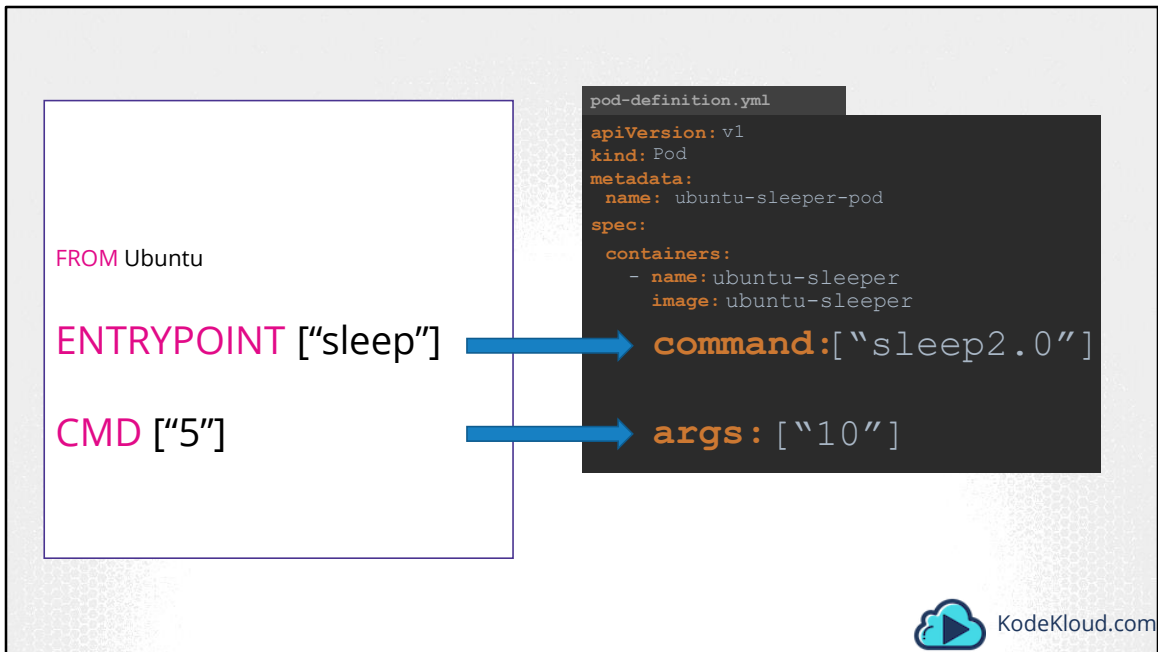 FROM Ubuntu
ENTRYPOINT [“sleep”]
CMD [“5”]
pod-definition.yml
apiVersion: v1
kind: Pod
metadata:
name: ubuntu-sleeper-pod
spec:
containers:
- name: ubuntu-sleeper
image: ubuntu-sleeper
command:[“sleep2.0”]
args: [“10”]
KodeKloud.com